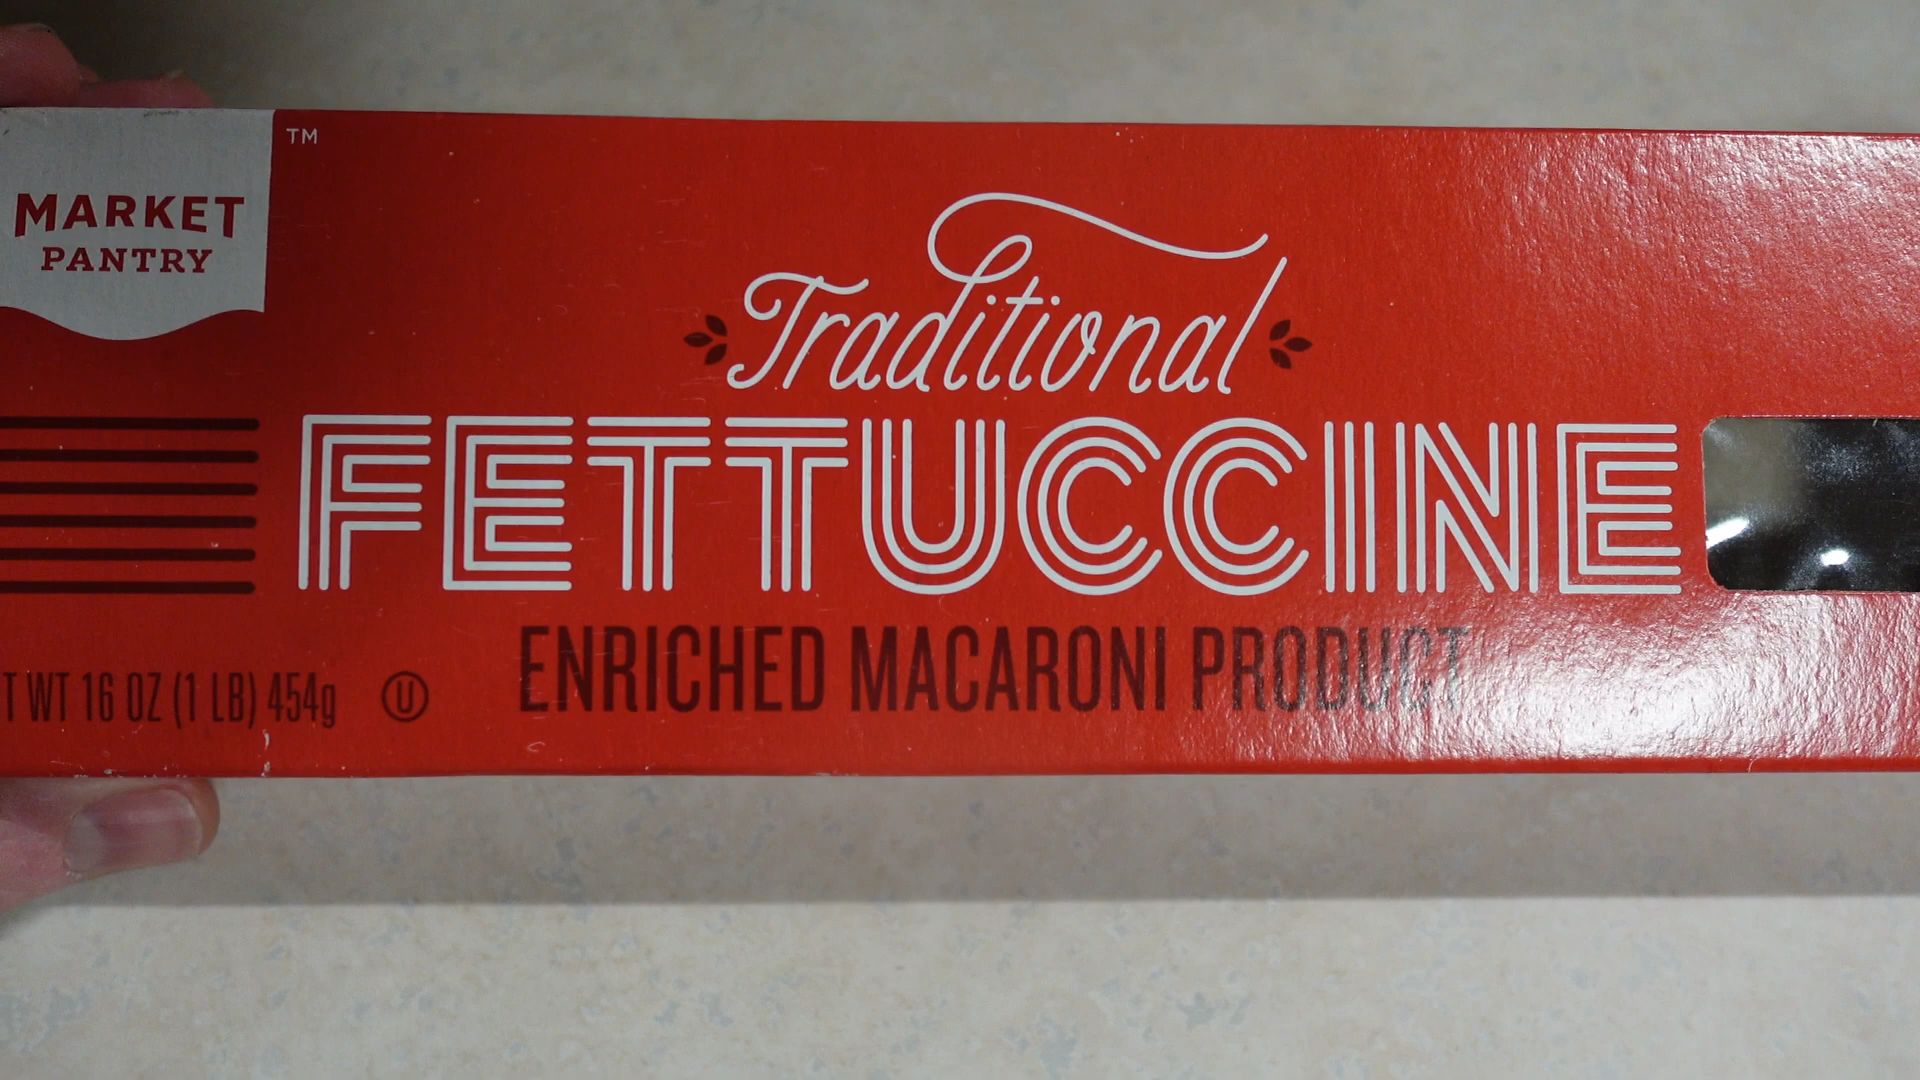 MARKET
PANTRY
TM
Traditional
FETTUCCINE
ENRICHED MACARONI PRODUCT
T WT 16 OZ (1 LB) 454g
U